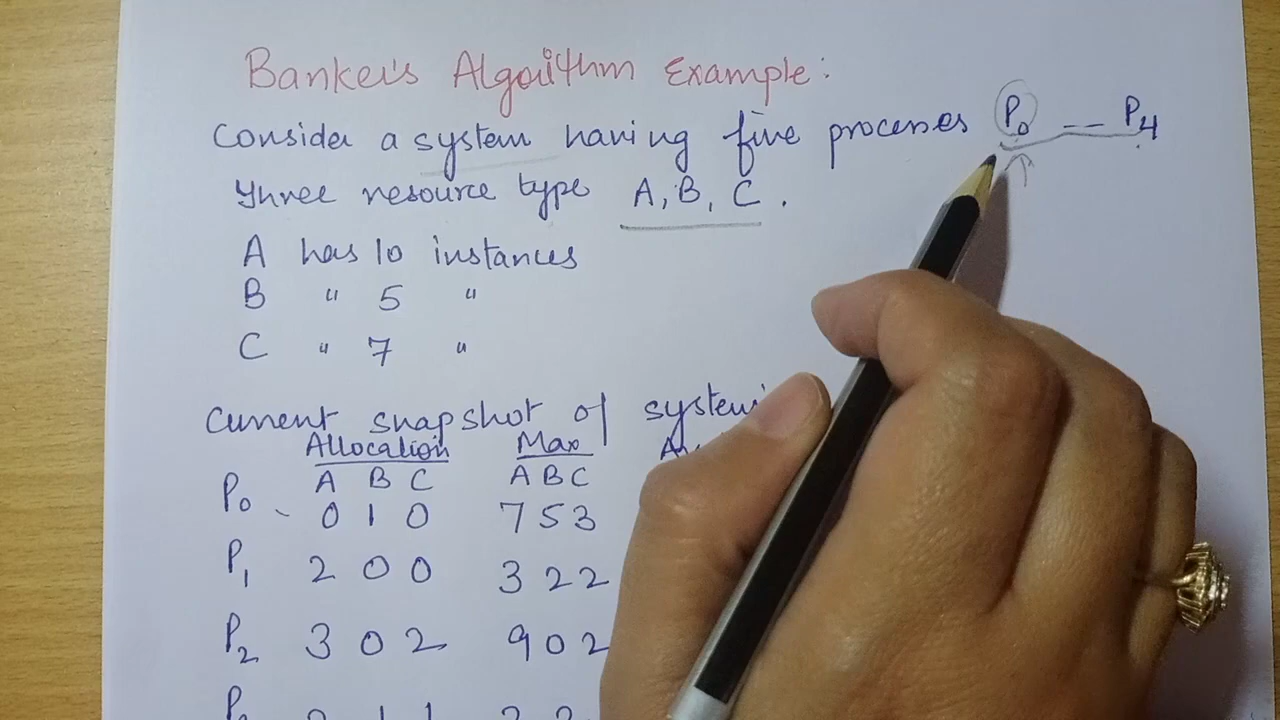 Banker's Algorithm Example:
Consider a system having five processes P0 -- P4
three resource type A, B, C.
A has 10 instances
B " 5 "
C " 7 "
Current snapshot of system:
Allocation Max
A B C A B C
P0 0 1 0 7 5 3
P1 2 0 0 3 2 2
P2 3 0 2 9 0 2
1 1